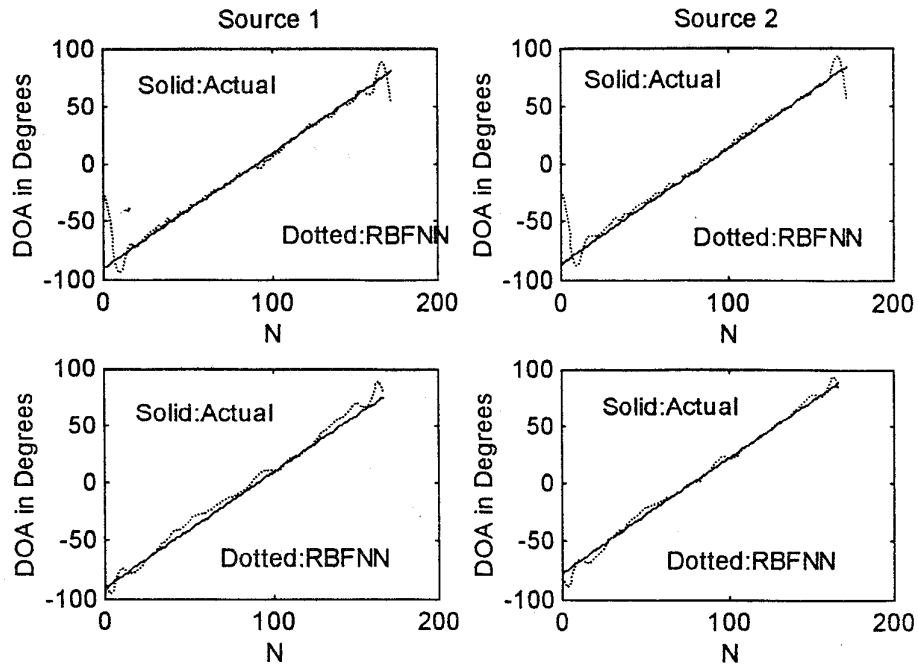 Source 1
Source 2
100
50
0
-50
-100
DOA in Degrees
Solid:Actual
Dotted:RBFNN
0
100
200
N
100
50
0
-50
-100
DOA in Degrees
Solid:Actual
Dotted:RBFNN
0
100
200
N
100
50
0
-50
-100
DOA in Degrees
Solid:Actual
Dotted:RBFNN
0
100
200
N
100
50
0
-50
-100
DOA in Degrees
Solid:Actual
Dotted:RBFNN
0
100
200
N